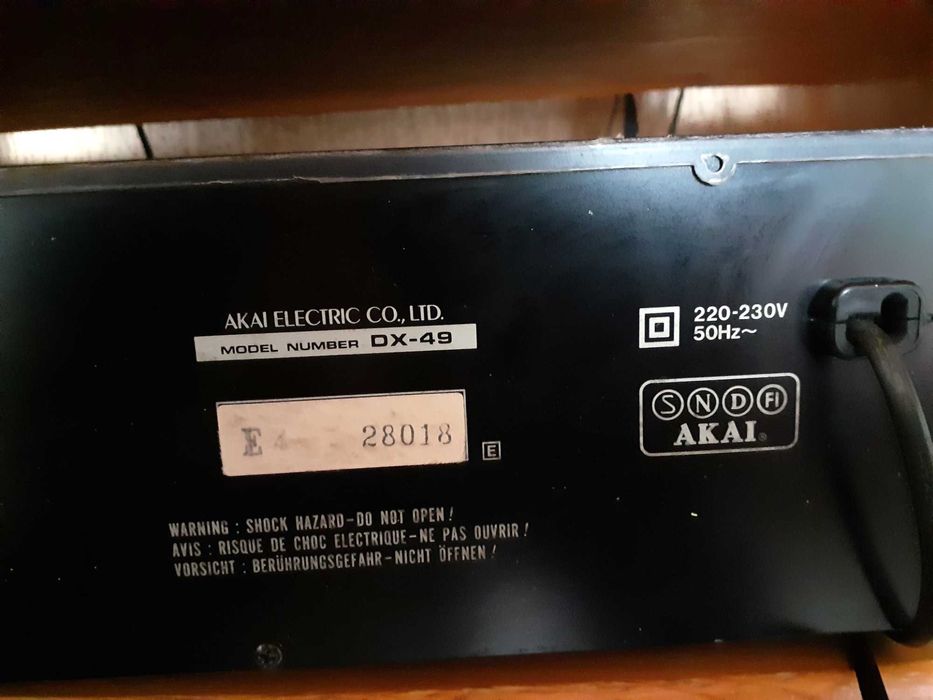 AKAI ELECTRIC CO., LTD.
MODEL NUMBER DX-49
E 4 28018
E
WARNING : SHOCK HAZARD-DO NOT OPEN !
AVIS : RISQUE DE CHOC ELECTRIQUE-NE PAS OUVRIR !
VORSICHT : BERÜHRUNGSGEFAHR-NICHT ÖFFNEN !
220-230V
50Hz~
S N D FI
AKAI®